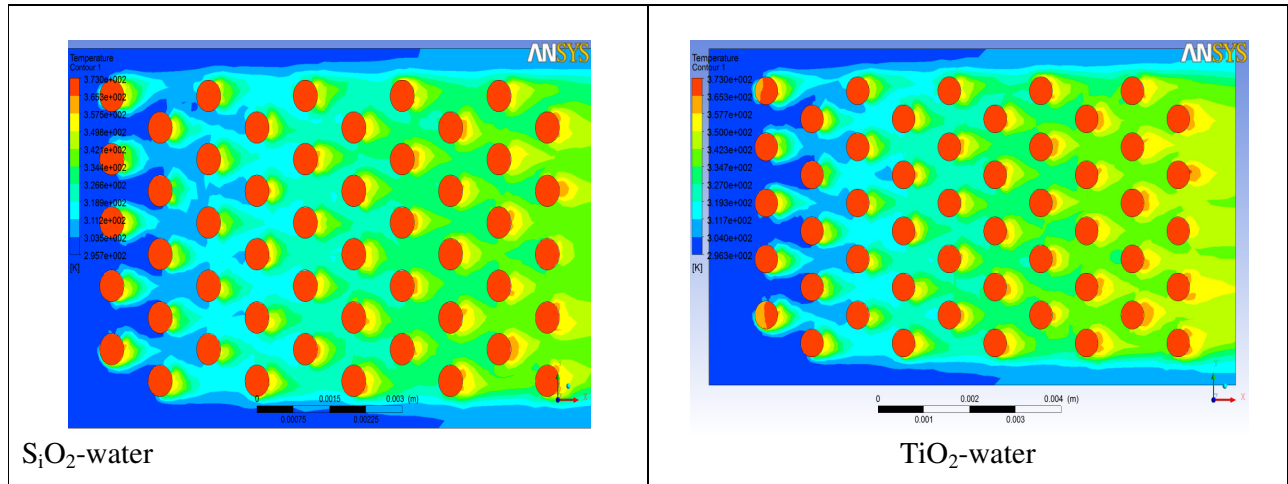 ANSYS
Temperature
Contour 1
3.730e+002
3.653e+002
3.575e+002
3.498e+002
3.421e+002
3.344e+002
3.266e+002
3.189e+002
3.112e+002
3.035e+002
2.957e+002
[K]
0 0.0015 0.003 (m)
0.00075 0.00225
X
SiO2-water
ANSYS
Temperature
Contour 1
3.730e+002
3.653e+002
3.577e+002
3.500e+002
3.423e+002
3.347e+002
3.270e+002
3.193e+002
3.117e+002
3.040e+002
2.963e+002
[K]
0 0.002 0.004 (m)
0.001 0.003
X
TiO2-water